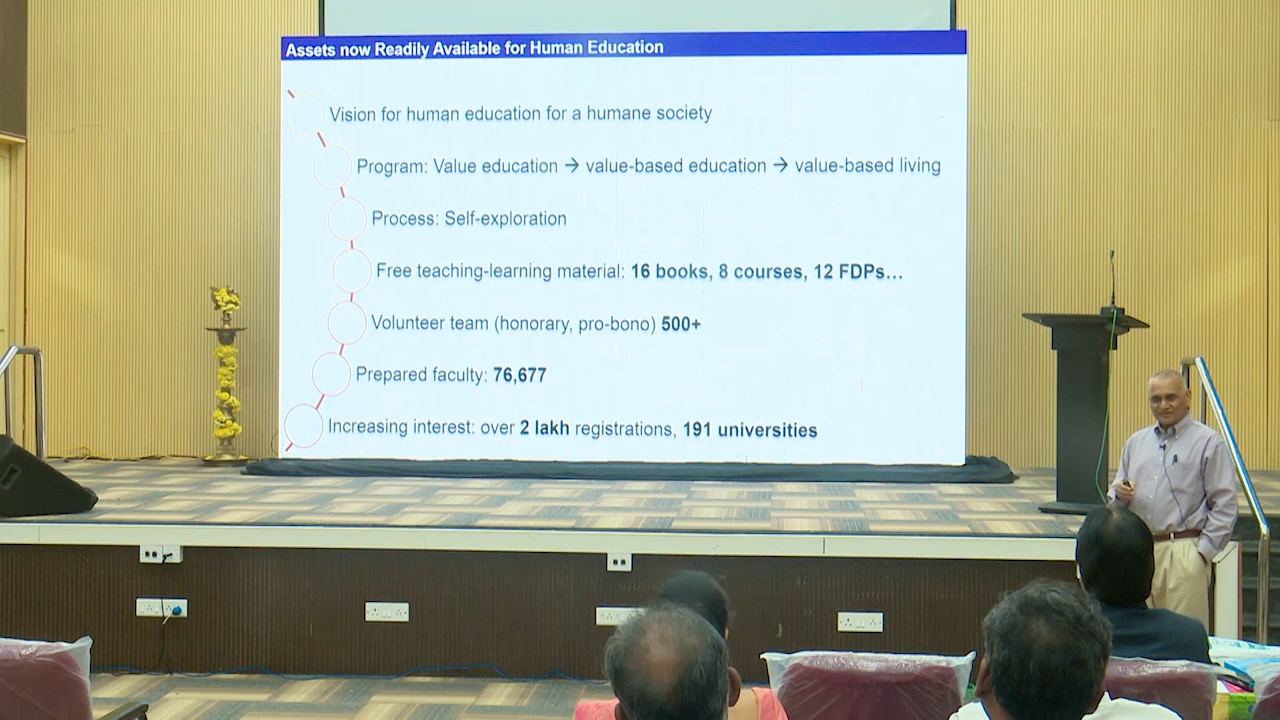 Assets now Readily Available for Human Education
Vision for human education for a humane society
Program: Value education → value-based education → value-based living
Process: Self-exploration
Free teaching-learning material: 16 books, 8 courses, 12 FDPs...
Volunteer team (honorary, pro-bono) 500+
Prepared faculty: 76,677
Increasing interest: over 2 lakh registrations, 191 universities